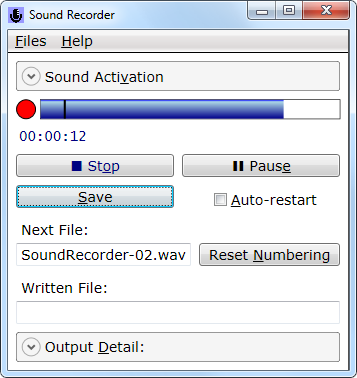 Sound Recorder
Files Help
Sound Activation
00:00:12
Stop Pause
Save Auto-restart
Next File:
SoundRecorder-02.wav Reset Numbering
Written File:
Output Detail: